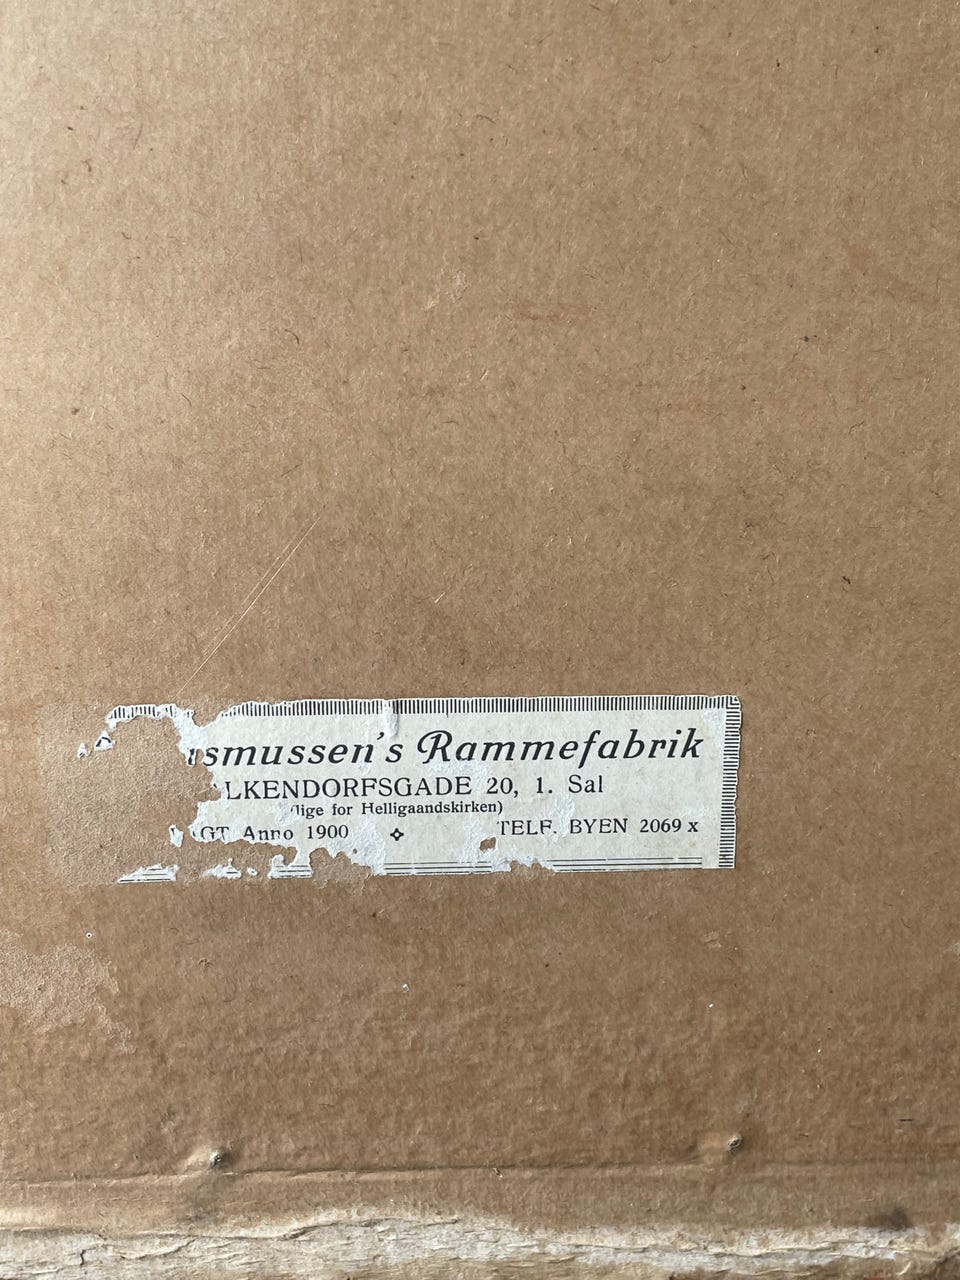 smussen's Rammefabrik
LKENDORFSGADE 20, 1. Sal
lige for Helligaandskirken)
GT Anno 1900 TELF. BYEN 2069 x